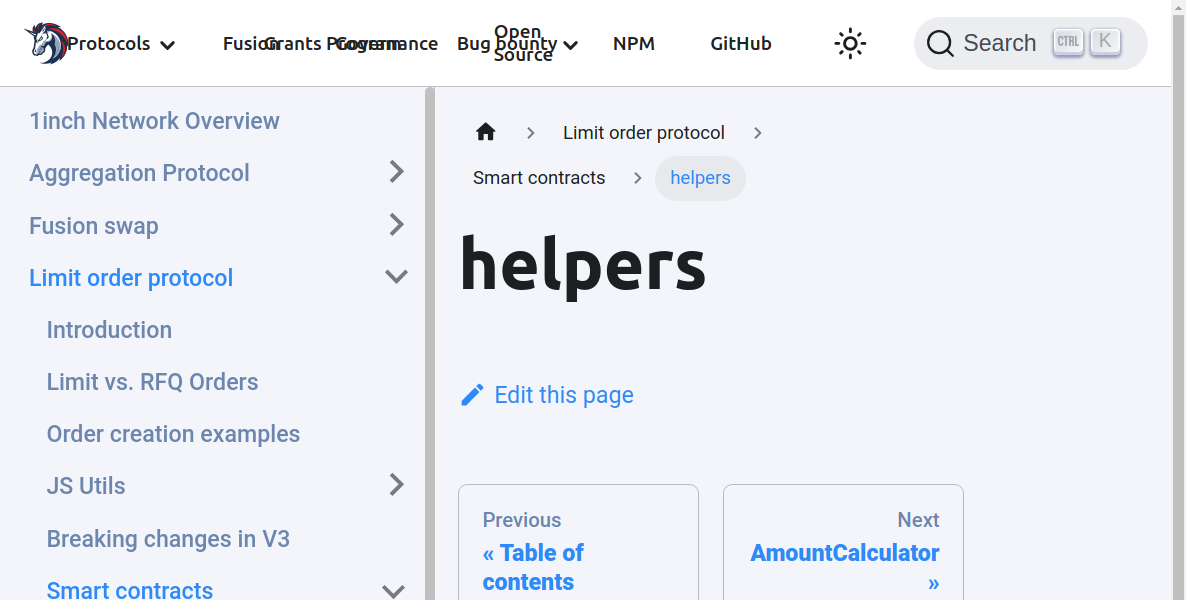 Protocols Fusion Grants Program Governance Bug bounty Open Source NPM GitHub Search CTRL K
1inch Network Overview
Aggregation Protocol
Fusion swap
Limit order protocol
Introduction
Limit vs. RFQ Orders
Order creation examples
JS Utils
Breaking changes in V3
Smart contracts
Limit order protocol
Smart contracts helpers
helpers
Edit this page
Previous
« Table of
contents
Next
AmountCalculator
»